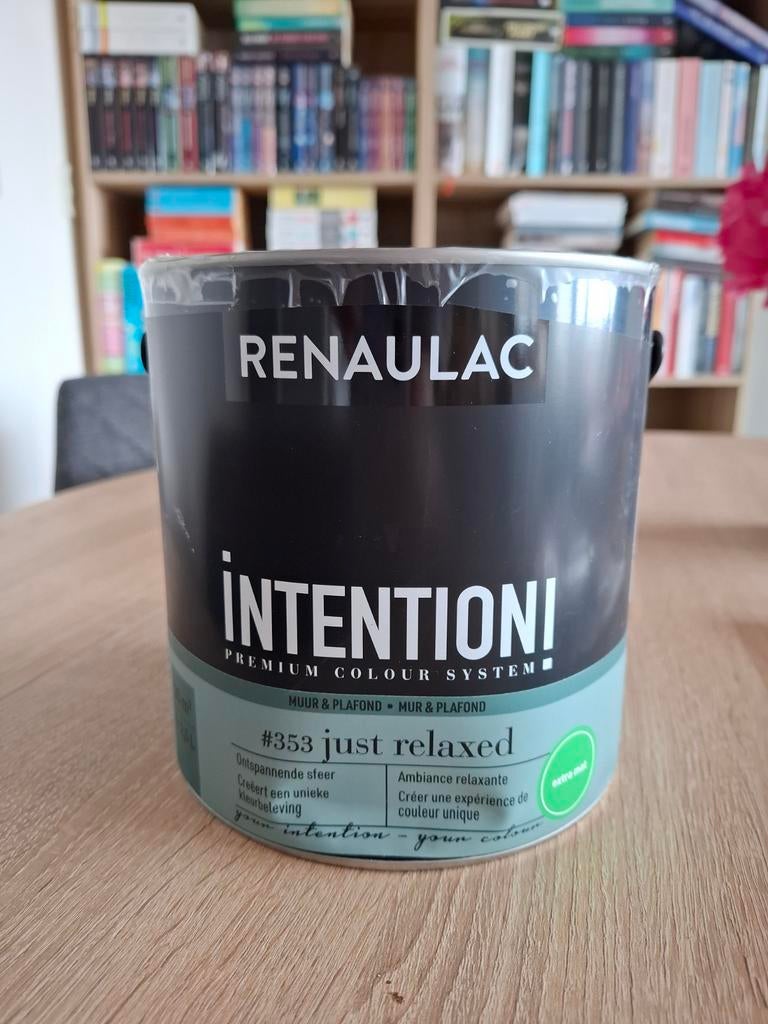 RENAULAC
iNTENTION!
PREMIUM COLOUR SYSTEM
MUUR & PLAFOND • MUR & PLAFOND
#353 just relaxed
Ontspannende sfeer
Creëert een unieke
kleurbeleving
Ambiance relaxante
Créer une expérience de
couleur unique
extra mat
your intention - your colour